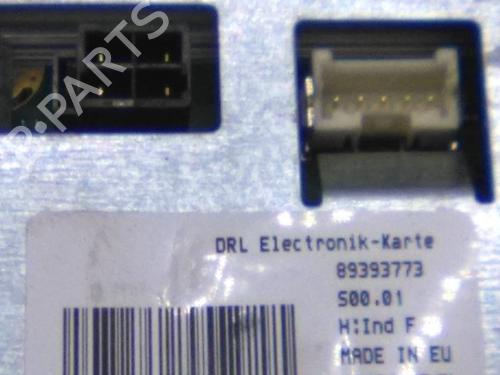 B-PARTS
DRL Electronik-Karte
89393773
S00.01
H:Ind F
MADE IN EU